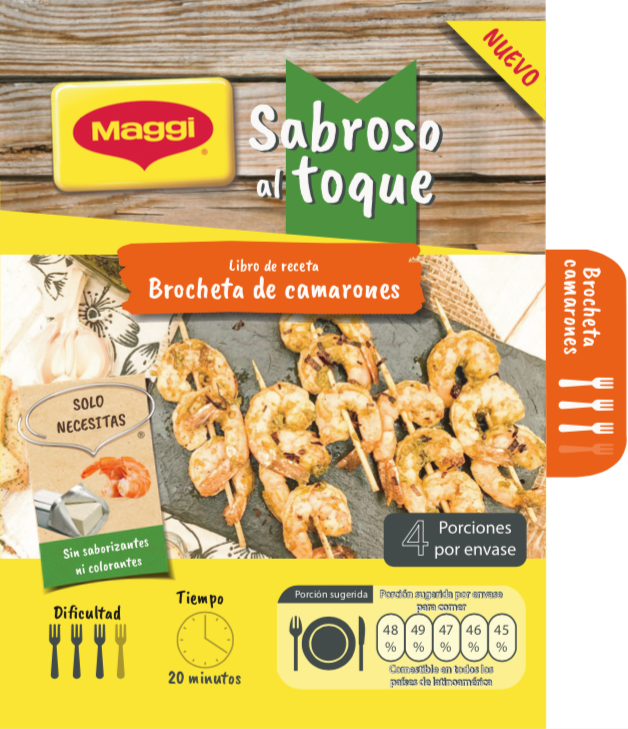 NUEVO
Maggi
®
Sabroso
al toque
Libro de receta
Brocheta de camarones
Brocheta
camarones
SOLO
NECESITAS
®
Sin saborizantes
ni colorantes
4 Porciones
por envase
Dificultad
Tiempo
20 minutos
Porción sugerida
Porción sugerida por envase
para comer
48 49 47 46 45
% % % % %
Comestible en todos los
países de latinoamérica